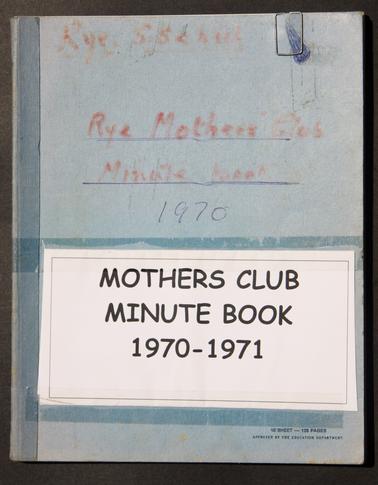 Rye. School
Rye Mothers Club
Minute book
1970
MOTHERS CLUB
MINUTE BOOK
1970-1971
APPROVED BY THE EDUCATION DEPARTMENT